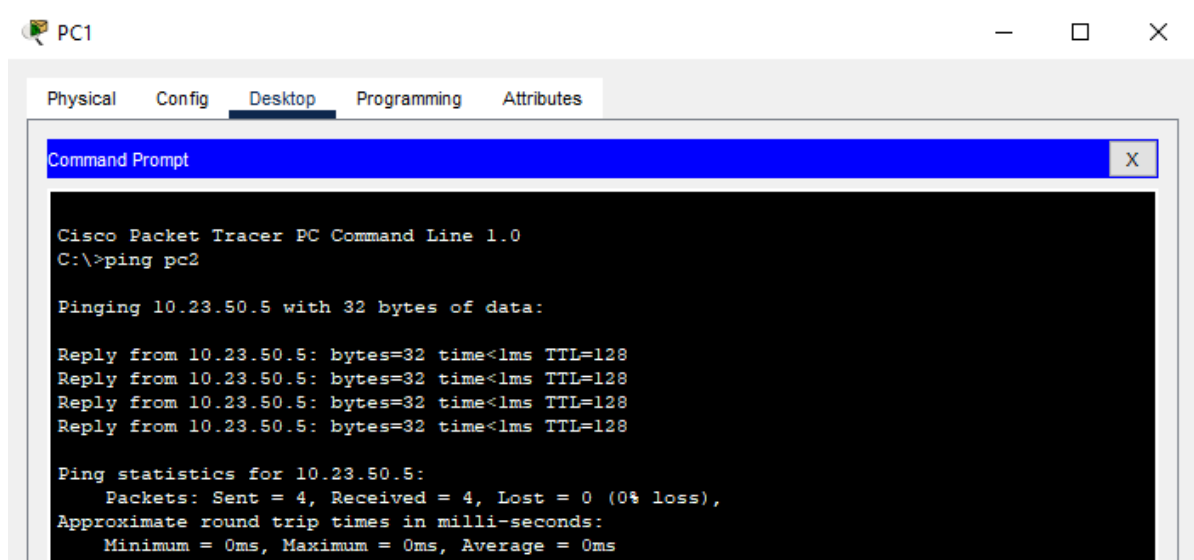 PC1
Physical Config Desktop Programming Attributes
Command Prompt X
Cisco Packet Tracer PC Command Line 1.0
C:\>ping pc2
Pinging 10.23.50.5 with 32 bytes of data:
Reply from 10.23.50.5: bytes=32 time<1ms TTL=128
Reply from 10.23.50.5: bytes=32 time<1ms TTL=128
Reply from 10.23.50.5: bytes=32 time<1ms TTL=128
Reply from 10.23.50.5: bytes=32 time<1ms TTL=128
Ping statistics for 10.23.50.5:
Packets: Sent = 4, Received = 4, Lost = 0 (0% loss),
Approximate round trip times in milli-seconds:
Minimum = 0ms, Maximum = 0ms, Average = 0ms